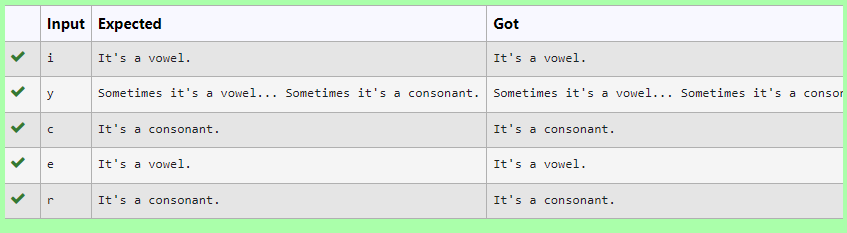 Input Expected Got
i It's a vowel. It's a vowel.
y Sometimes it's a vowel... Sometimes it's a consonant. Sometimes it's a vowel... Sometimes it's a
c It's a consonant. It's a consonant.
e It's a vowel. It's a vowel.
r It's a consonant. It's a consonant.